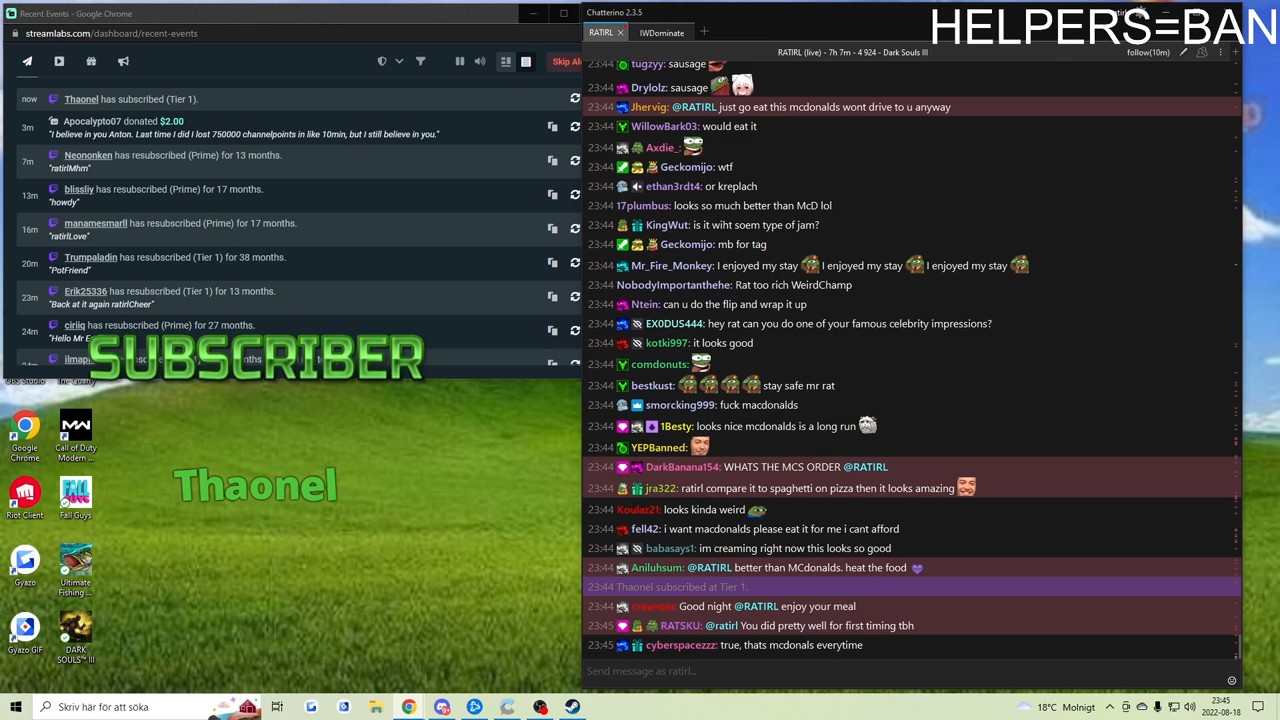 Recent Events - Google Chrome
streamlabs.com/dashboard/recent-events
Skip Al
now Thaonel has subscribed (Tier 1).
3m Apocalypto07 donated $2.00
"I believe in you Anton. Last time I did I lost 750000 channelpoints in like 10min, but I still believe in you."
7m Neononken has resubscribed (Prime) for 13 months.
"ratirlMhm"
13m blissliy has resubscribed (Prime) for 17 months.
"howdy"
16m manamesmarll has resubscribed (Prime) for 17 months.
"ratirlLove"
20m Trumpaladin has resubscribed (Tier 1) for 38 months.
"PotFriend"
23m Erik25336 has resubscribed (Tier 1) for 13 months.
"Back at it again ratirlCheer"
24m ciriiq has resubscribed (Prime) for 27 months.
SUBSCRIBER
Thaonel
OBS Studio
The Quarry
Google Chrome
Call of Duty Modern ...
Riot Client
Fall Guys
Gyazo
Ultimate Fishing ...
Gyazo GIF
DARK SOULS™ III
Chatterino 2.3.5
HELPERS=BAN
RATIRL
IWDominate
RATIRL (live) - 7h 7m - 4 924 - Dark Souls III
follow(10m)
23:44 tugzyy: sausage
23:44 Drylolz: sausage
23:44 Jhervig: @RATIRL just go eat this mcdonalds wont drive to u anyway
23:44 WillowBark03: would eat it
23:44 Axdie_:
23:44 Geckomijo: wtf
23:44 ethan3rdt4: or kreplach
23:44 17plumbus: looks so much better than McD lol
23:44 KingWut: is it wiht soem type of jam?
23:44 Geckomijo: mb for tag
23:44 Mr_Fire_Monkey: I enjoyed my stay I enjoyed my stay I enjoyed my stay
23:44 NobodyImportanthehe: Rat too rich WeirdChamp
23:44 Ntein: can u do the flip and wrap it up
23:44 EX0DUS444: hey rat can you do one of your famous celebrity impressions?
23:44 kotki997: it looks good
23:44 comdonuts:
23:44 bestkust: stay safe mr rat
23:44 smorcking999: fuck macdonalds
23:44 1Besty: looks nice mcdonalds is a long run
23:44 YEPBanned:
23:44 DarkBanana154: WHATS THE MCS ORDER @RATIRL
23:44 jra322: ratirl compare it to spaghetti on pizza then it looks amazing
23:44 Koulaz21: looks kinda weird
23:44 fell42: i want macdonalds please eat it for me i cant afford
23:44 babasays1: im creaming right now this looks so good
23:44 Aniluhsum: @RATIRL better than MCdonalds. heat the food
23:44 Thaonel subscribed at Tier 1.
23:44 creanoss: Good night @RATIRL enjoy your meal
23:45 RATSKU: @ratirl You did pretty well for first timing tbh
23:45 cyberspacezzz: true, thats mcdonals everytime
Send message as ratirl...
Skriv här för att söka
18°C Molnigt
23:45
2022-08-18